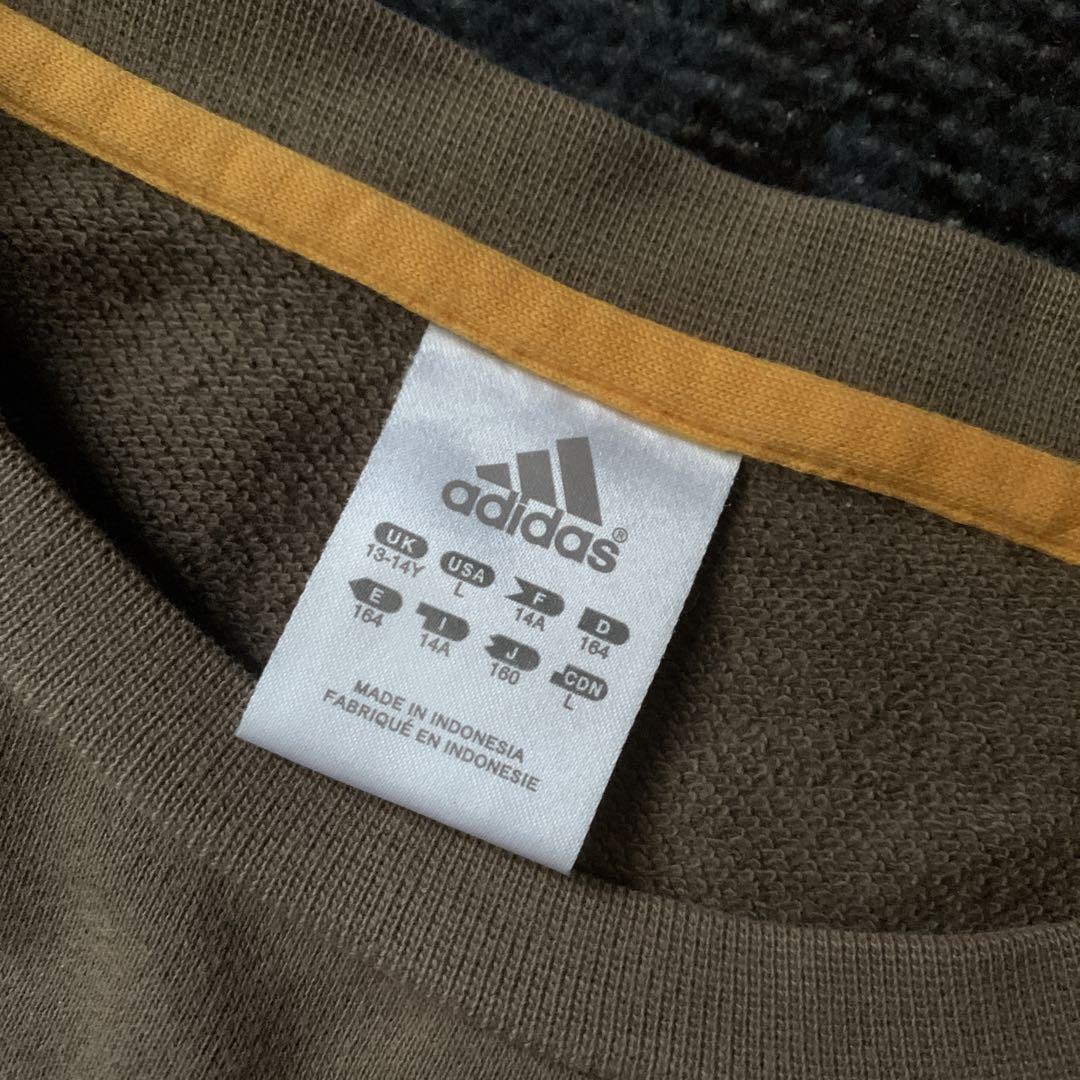 adidas®
UK USA F D
13-14Y L 14A 164
E I J CDN
164 14A 160 L
MADE IN INDONESIA
FABRIQUÉ EN INDONESIE